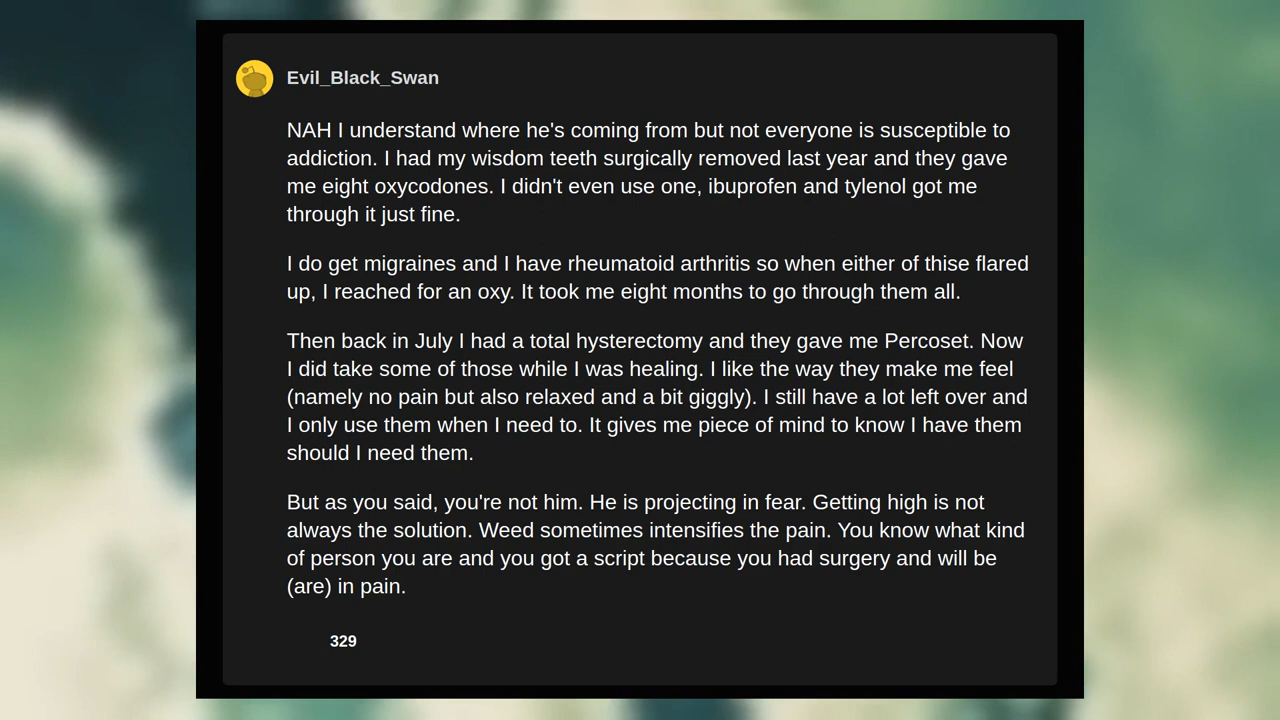 Evil_Black_Swan
NAH I understand where he's coming from but not everyone is susceptible to
addiction. I had my wisdom teeth surgically removed last year and they gave
me eight oxycodones. I didn't even use one, ibuprofen and tylenol got me
through it just fine.
I do get migraines and I have rheumatoid arthritis so when either of thise flared
up, I reached for an oxy. It took me eight months to go through them all.
Then back in July I had a total hysterectomy and they gave me Percoset. Now
I did take some of those while I was healing. I like the way they make me feel
(namely no pain but also relaxed and a bit giggly). I still have a lot left over and
I only use them when I need to. It gives me piece of mind to know I have them
should I need them.
But as you said, you're not him. He is projecting in fear. Getting high is not
always the solution. Weed sometimes intensifies the pain. You know what kind
of person you are and you got a script because you had surgery and will be
(are) in pain.
329